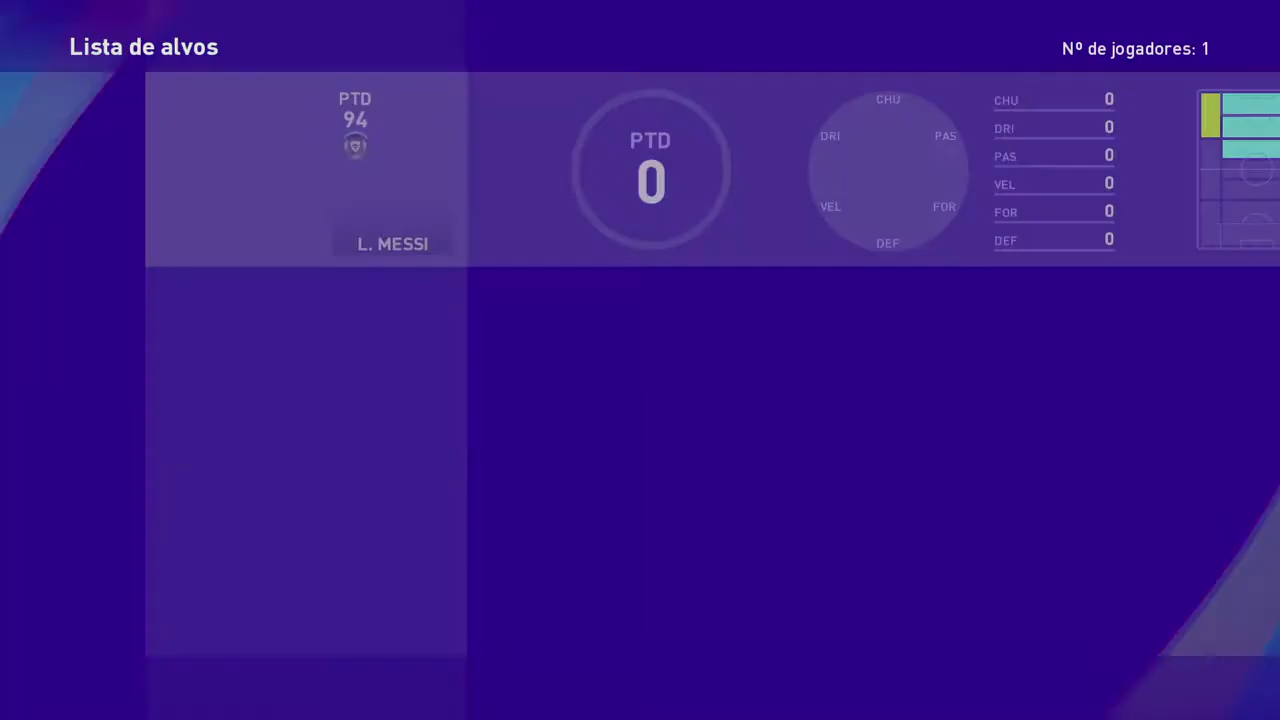 Lista de alvos
Nº de jogadores: 1
PTD
94
L. MESSI
PTD
0
CHU
DRI
PAS
VEL
FOR
DEF
CHU 0
DRI 0
PAS 0
VEL 0
FOR 0
DEF 0